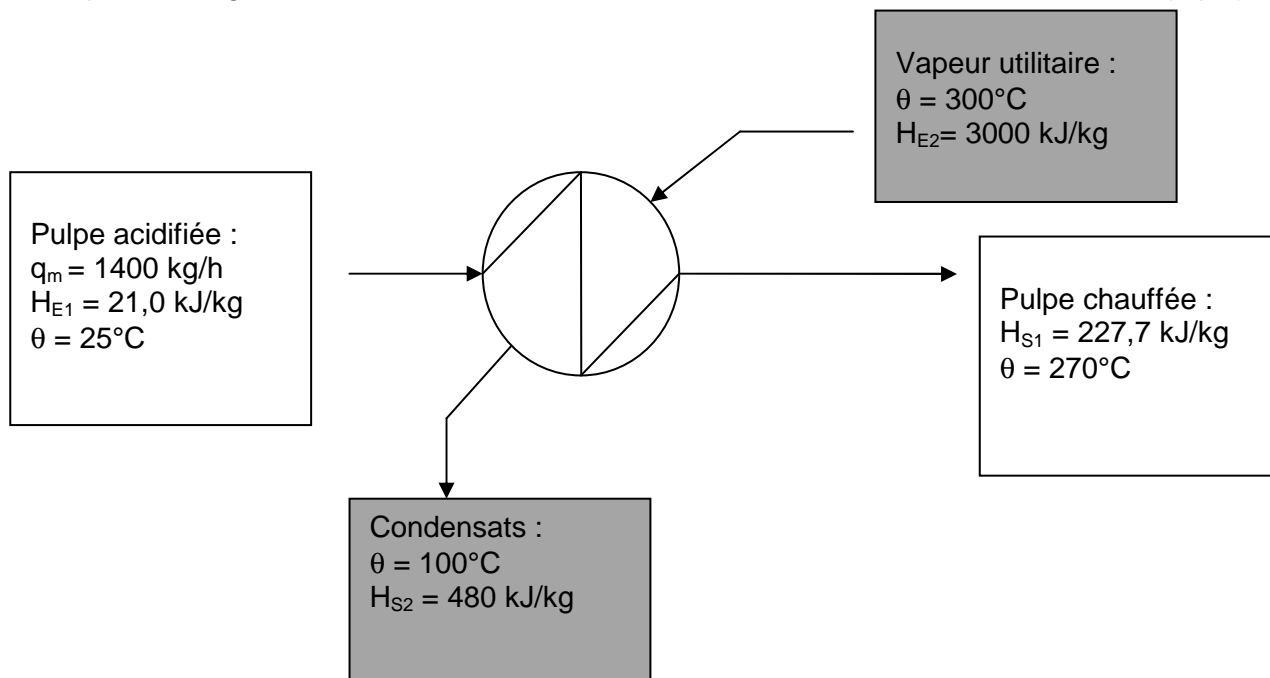 Vapeur utilitaire :
θ = 300°C
H_E2= 3000 kJ/kg
Pulpe acidifiée :
q_m = 1400 kg/h
H_E1 = 21,0 kJ/kg
θ = 25°C
Pulpe chauffée :
H_S1 = 227,7 kJ/kg
θ = 270°C
Condensats :
θ = 100°C
H_S2 = 480 kJ/kg